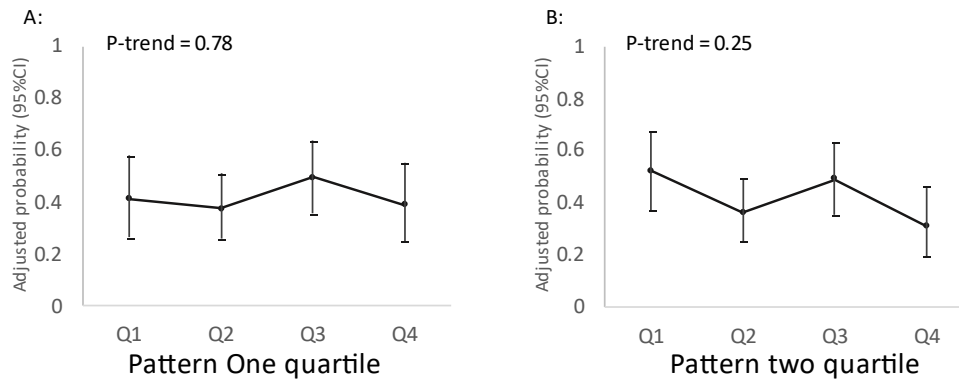 A:
P-trend = 0.78
Adjusted probability (95%CI)
1
0.8
0.6
0.4
0.2
0
Q1 Q2 Q3 Q4
Pattern One quartile
B:
P-trend = 0.25
Adjusted probability (95%CI)
1
0.8
0.6
0.4
0.2
0
Q1 Q2 Q3 Q4
Pattern two quartile